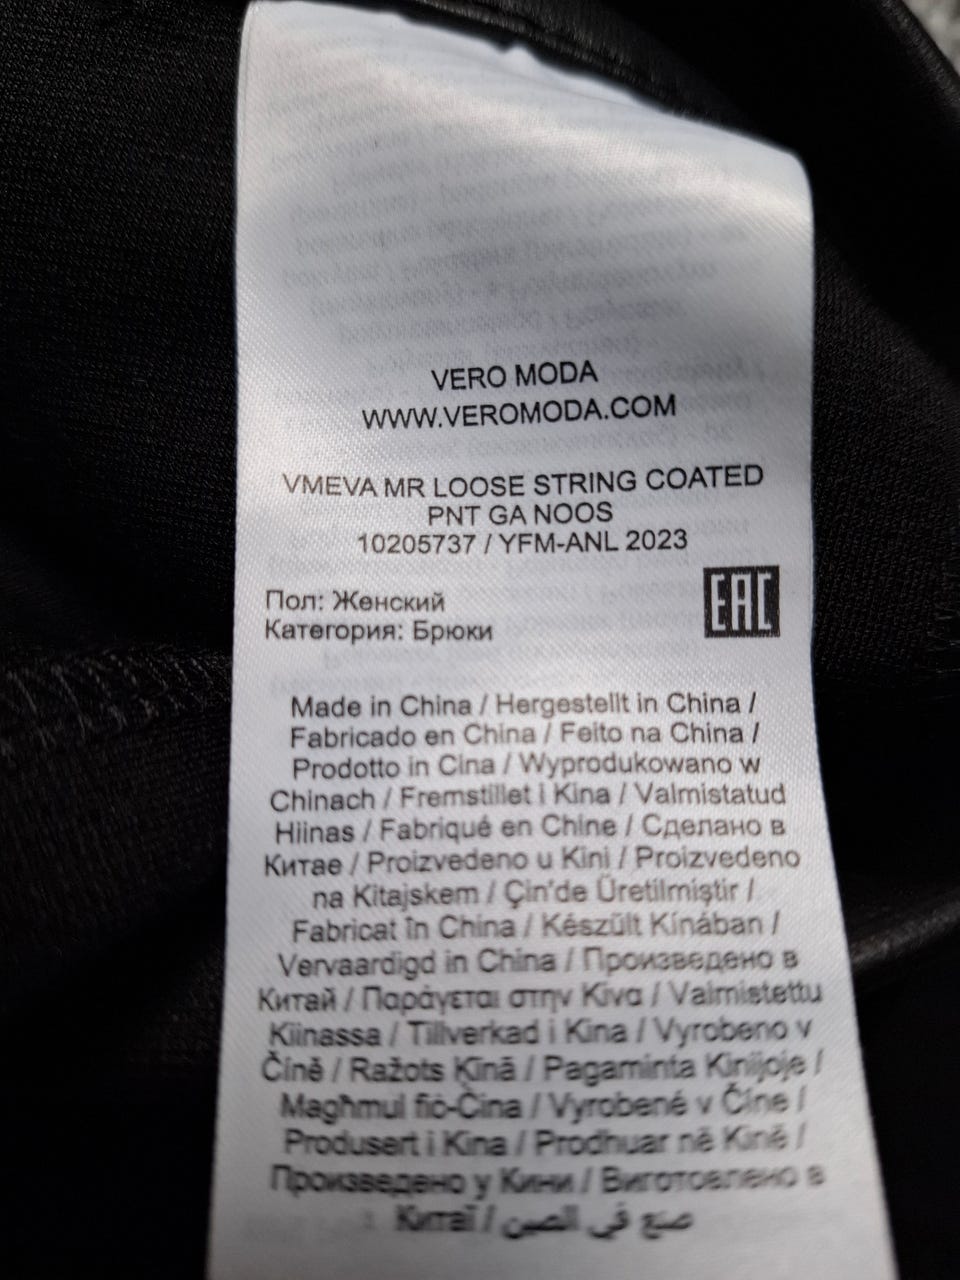 VERO MODA
WWW.VEROMODA.COM
VMEVA MR LOOSE STRING COATED
PNT GA NOOS
10205737 / YFM-ANL 2023
EAC
Пол: Женский
Категория: Брюки
Made in China / Hergestellt in China /
Fabricado en China / Feito na China /
Prodotto in Cina / Wyprodukowano w
Chinach / Fremstillet i Kina / Valmistatud
Hiinas / Fabriqué en Chine / Сделано в
Китае / Proizvedeno u Kini / Proizvedeno
na Kitajskem / Çin'de Üretilmiştir /
Fabricat în China / Készült Kínában /
Vervaardigd in China / Произведено в
Китай / Παράγεται στην Κίνα / Valmistettu
Kiinassa / Tillverkad i Kina / Vyrobeno v
Číně / Ražots Ķīnā / Pagaminta Kinijoje /
Magħmul fiċ-Ċina / Vyrobené v Číne /
Produsert i Kina / Prodhuar në Kinë /
Произведено у Кини / Виготовлено в
Китаї / صنع في الصين